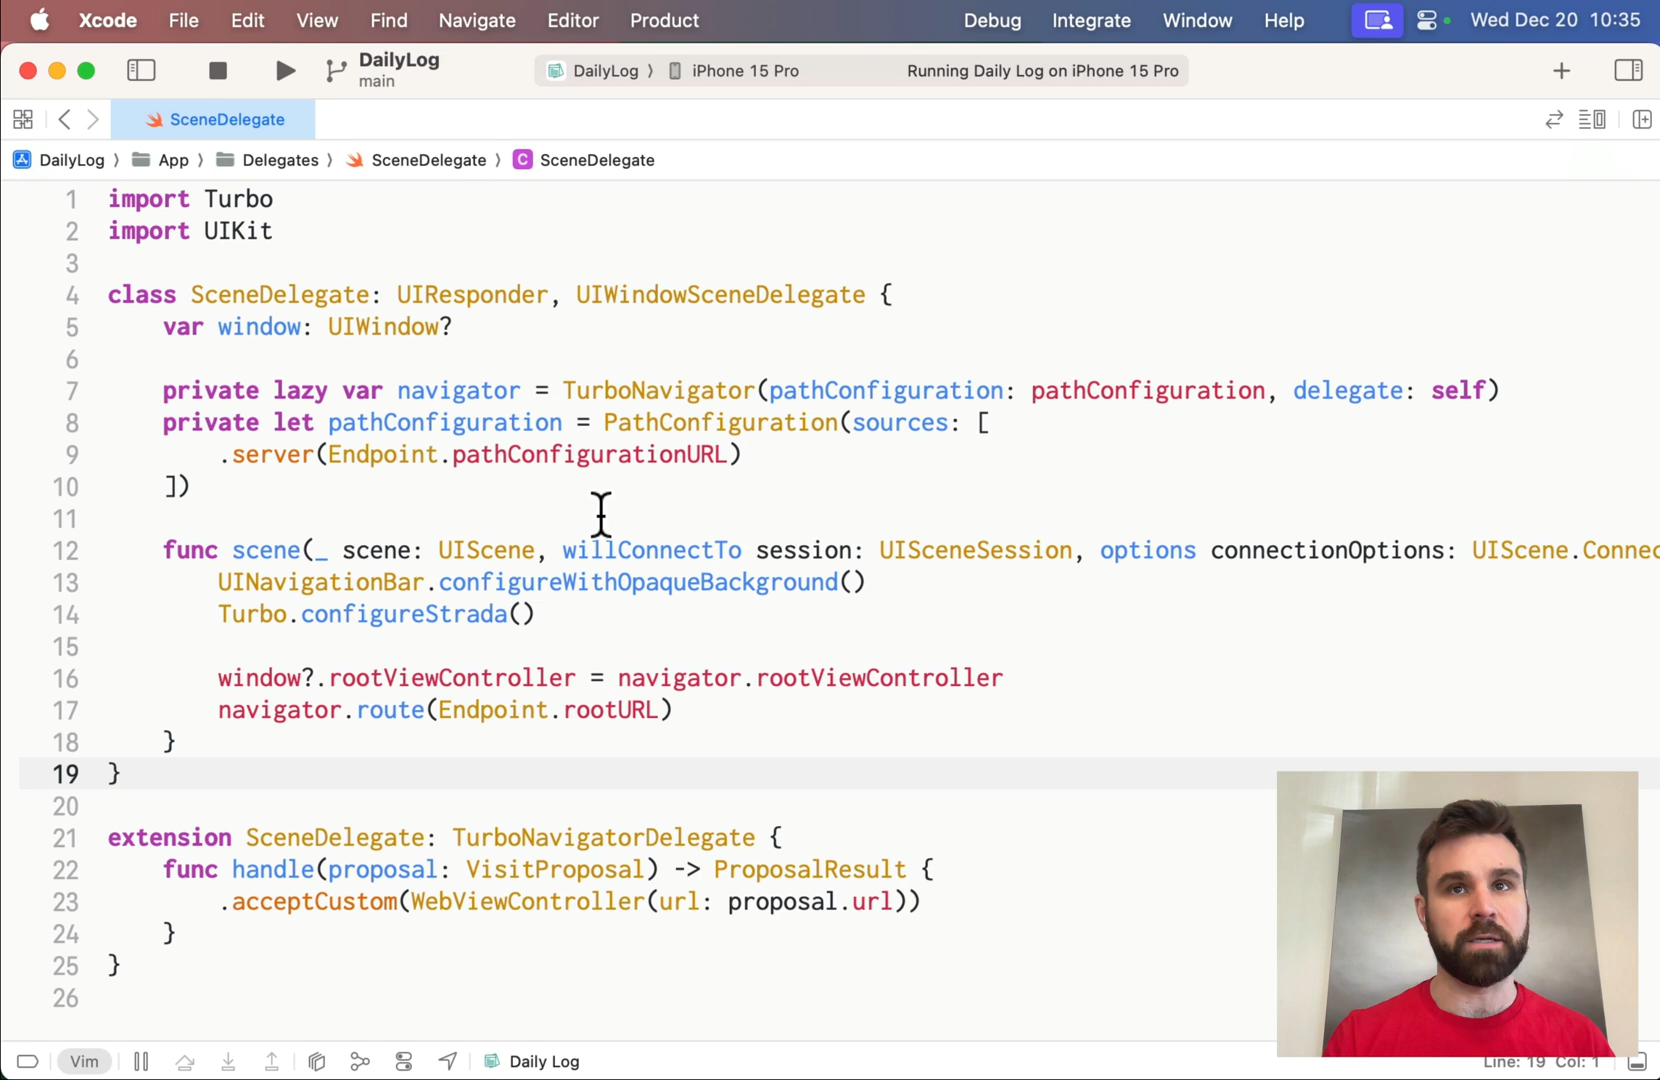 Xcode File Edit View Find Navigate Editor Product Debug Integrate Window Help Wed Dec 20 10:35
DailyLog
main
DailyLog 〉 iPhone 15 Pro Running Daily Log on iPhone 15 Pro
SceneDelegate
DailyLog 〉 App 〉 Delegates 〉 SceneDelegate 〉 C SceneDelegate
1 import Turbo
2 import UIKit
3
4 class SceneDelegate: UIResponder, UIWindowSceneDelegate {
5     var window: UIWindow?
6
7     private lazy var navigator = TurboNavigator(pathConfiguration: pathConfiguration, delegate: self)
8     private let pathConfiguration = PathConfiguration(sources: [
9         .server(Endpoint.pathConfigurationURL)
10     ])
11
12     func scene(_ scene: UIScene, willConnectTo session: UISceneSession, options connectionOptions: UIScene.Connec
13         UINavigationBar.configureWithOpaqueBackground()
14         Turbo.configureStrada()
15
16         window?.rootViewController = navigator.rootViewController
17         navigator.route(Endpoint.rootURL)
18     }
19 }
20
21 extension SceneDelegate: TurboNavigatorDelegate {
22     func handle(proposal: VisitProposal) -> ProposalResult {
23         .acceptCustom(WebViewController(url: proposal.url))
24     }
25 }
26
Vim Daily Log Line: 19 Col: 1